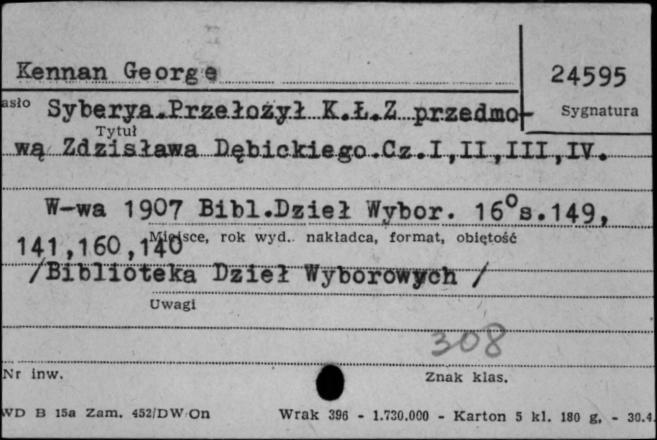 Kennan George
24595
asło
Syberya.Przełożył K.Ł.Z przedmo-
Sygnatura
Tytuł
wą Zdzisława Dębickiego.Cz.I,II,III,IV.
W-wa 1907 Bibl.Dzieł Wybor. 16°s.149,
Miejsce, rok wyd., nakładca, format, objętość
141,160,140
/Biblioteka Dzieł Wyborowych /
Uwagi
308
Nr inw.
Znak klas.
WD B 15a Zam. 452/DW On
Wrak 396 - 1.730.000 - Karton 5 kl. 180 g. - 30.4.